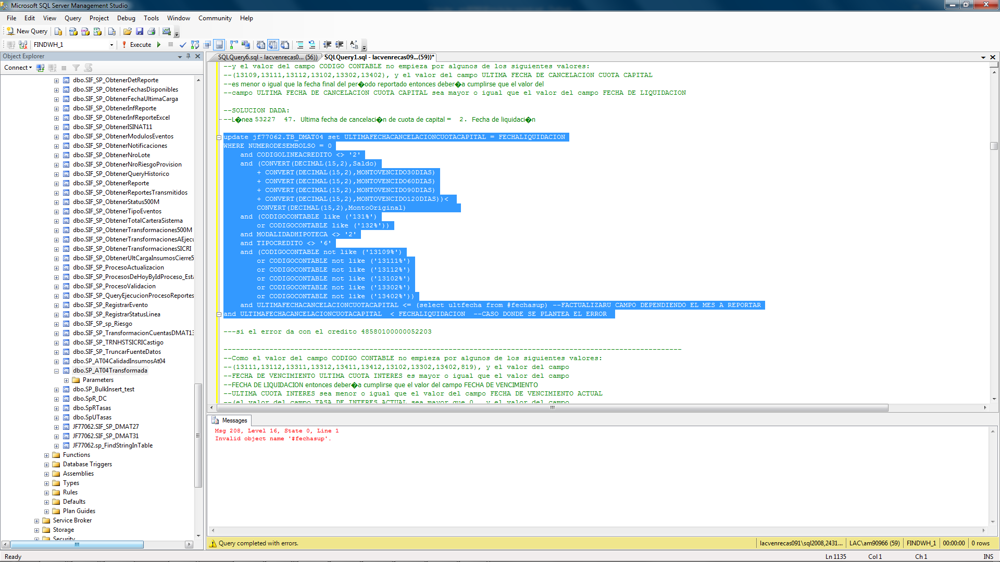 Microsoft SQL Server Management Studio
File Edit View Query Project Debug Tools Window Community Help
New Query
FINDWH_1 Execute
Object Explorer
Connect
dbo.SIF_SP_ObtenerDetReporte
dbo.SIF_SP_ObtenerFechasDisponibles
dbo.SIF_SP_ObtenerFechaUltimaCarga
dbo.SIF_SP_ObtenerInfReporte
dbo.SIF_SP_ObtenerInfReporteExcel
dbo.SIF_SP_ObtenerISINAT11
dbo.SIF_SP_ObtenerModulosEventos
dbo.SIF_SP_ObtenerNotificaciones
dbo.SIF_SP_ObtenerNroLote
dbo.SIF_SP_ObtenerNroRiesgoProvision
dbo.SIF_SP_ObtenerQueryHistorico
dbo.SIF_SP_ObtenerReporte
dbo.SIF_SP_ObtenerReportesTransmitidos
dbo.SIF_SP_ObtenerStatus500M
dbo.SIF_SP_ObtenerTipoEventos
dbo.SIF_SP_ObtenerTotalCarteraSistema
dbo.SIF_SP_ObtenerTransformaciones500M
dbo.SIF_SP_ObtenerTransformacionesAEjecu
dbo.SIF_SP_ObtenerTransformacionesSICRI
dbo.SIF_SP_ObtenerUltCargaInsumosCierre5
dbo.SIF_SP_ProcesoActualizacion
dbo.SIF_SP_ProcesosDeHoyByIdProceso_Esta
dbo.SIF_SP_ProcesoValidacion
dbo.SIF_SP_QueryEjecucionProcesoReportes
dbo.SIF_SP_RegistrarEvento
dbo.SIF_SP_RegistrarStatusLinea
dbo.SIF_SP_sp_Riesgo
dbo.SIF_SP_TransformacionCuentasDMAT13
dbo.SIF_SP_TRNHSTSICRICastigo
dbo.SIF_SP_TruncarFuenteDatos
dbo.SP_AT04CalidadInsumosAt04
dbo.SP_AT04Transformada
Parameters
dbo.SP_BulkInsert_test
dbo.SpR_DC
dbo.SpRTasas
dbo.SpUTasas
JF77062.SIF_SP_DMAT27
JF77062.SIF_SP_DMAT31
JF77062.sp_FindStringInTable
Functions
Database Triggers
Assemblies
Types
Rules
Defaults
Plan Guides
Service Broker
Storage
Security
SQLQuery6.sql - lacvenrecas0... (56)) SQLQuery1.sql - lacvenrecas09...(59))*
--y el valor del campo CODIGO CONTABLE no empieza por algunos de los siguientes valores:
--(13109,13111,13112,13102,13302,13402), y el valor del campo ULTIMA FECHA DE CANCELACION CUOTA CAPITAL
--es menor o igual que la fecha final del per�odo reportado entonces deber�a cumplirse que el valor del
--campo ULTIMA FECHA DE CANCELACION CUOTA CAPITAL sea mayor o igual que el valor del campo FECHA DE LIQUIDACION
--SOLUCION DADA:
--L�nea 53227 47. Ultima fecha de cancelaci�n de cuota de capital = 2. Fecha de liquidaci�n
update jf77062.TB_DMAT04 set ULTIMAFECHACANCELACIONCUOTACAPITAL = FECHALIQUIDACION
WHERE NUMERODESEMBOLSO = 0
and CODIGOLINEACREDITO <> '2'
and (CONVERT(DECIMAL(15,2),Saldo)
+ CONVERT(DECIMAL(15,2),MONTOVENCIDO30DIAS)
+ CONVERT(DECIMAL(15,2),MONTOVENCIDO60DIAS)
+ CONVERT(DECIMAL(15,2),MONTOVENCIDO90DIAS)
+ CONVERT(DECIMAL(15,2),MONTOVENCIDO120DIAS))<
CONVERT(DECIMAL(15,2),MontoOriginal)
and (CODIGOCONTABLE like ('131%')
or CODIGOCONTABLE like ('132%'))
and MODALIDADHIPOTECA <> '2'
and TIPOCREDITO <> '6'
and (CODIGOCONTABLE not like ('13109%')
or CODIGOCONTABLE not like ('13111%')
or CODIGOCONTABLE not like ('13112%')
or CODIGOCONTABLE not like ('13102%')
or CODIGOCONTABLE not like ('13302%')
or CODIGOCONTABLE not like ('13402%'))
and ULTIMAFECHACANCELACIONCUOTACAPITAL <= (select ultfecha from #fechasup) --FACTUALIZARU CAMPO DEPENDIENDO EL MES A REPORTAR
and ULTIMAFECHACANCELACIONCUOTACAPITAL < FECHALIQUIDACION --CASO DONDE SE PLANTEA EL ERROR
---si el error da con el credito 48580100000052203
--------------------------------------------------------------------------------------------------------------
--Como el valor del campo CODIGO CONTABLE no empieza por algunos de los siguientes valores:
--(13111,13112,13311,13312,13411,13412,13102,13302,13402,819), y el valor del campo
--FECHA DE VENCIMIENTO ULTIMA CUOTA INTERES es mayor o igual que el valor del campo
--FECHA DE LIQUIDACION entonces deber�a cumplirse que el valor del campo FECHA DE VENCIMIENTO
--ULTIMA CUOTA INTERES sea menor o igual que el valor del campo FECHA DE VENCIMIENTO ACTUAL
--(el valor del campo TASA DE INTERES ACTUAL sea mayor que 0, y el valor del campo
Messages
Msg 208, Level 16, State 0, Line 1
Invalid object name '#fechasup'.
Query completed with errors. lacvenrecas091\sql2008,2431... LAC\am90966 (59) FINDWH_1 00:00:00 0 rows
Ready Ln 1135 Col 1 Ch 1 INS